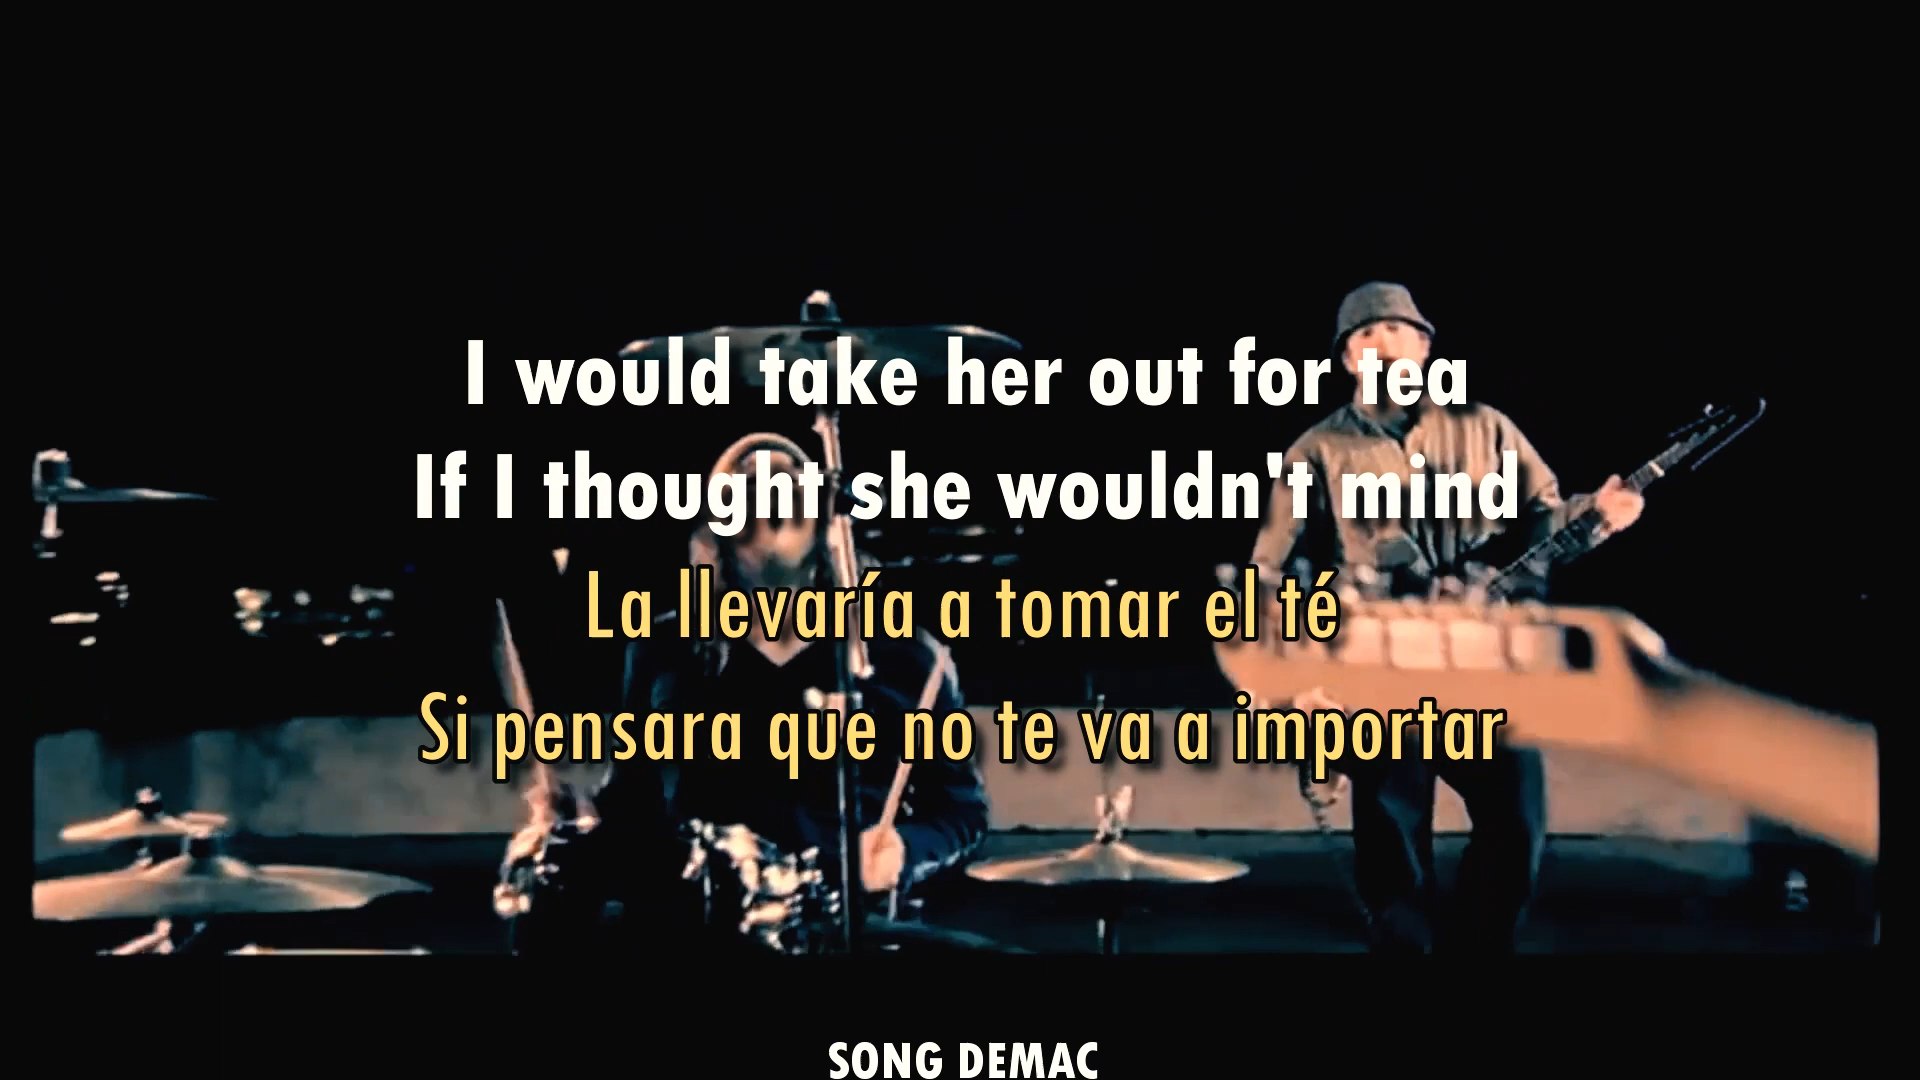 I would take her out for tea
If I thought she wouldn't mind
La llevaría a tomar el té
Si pensara que no te va a importar
SONG DEMAC